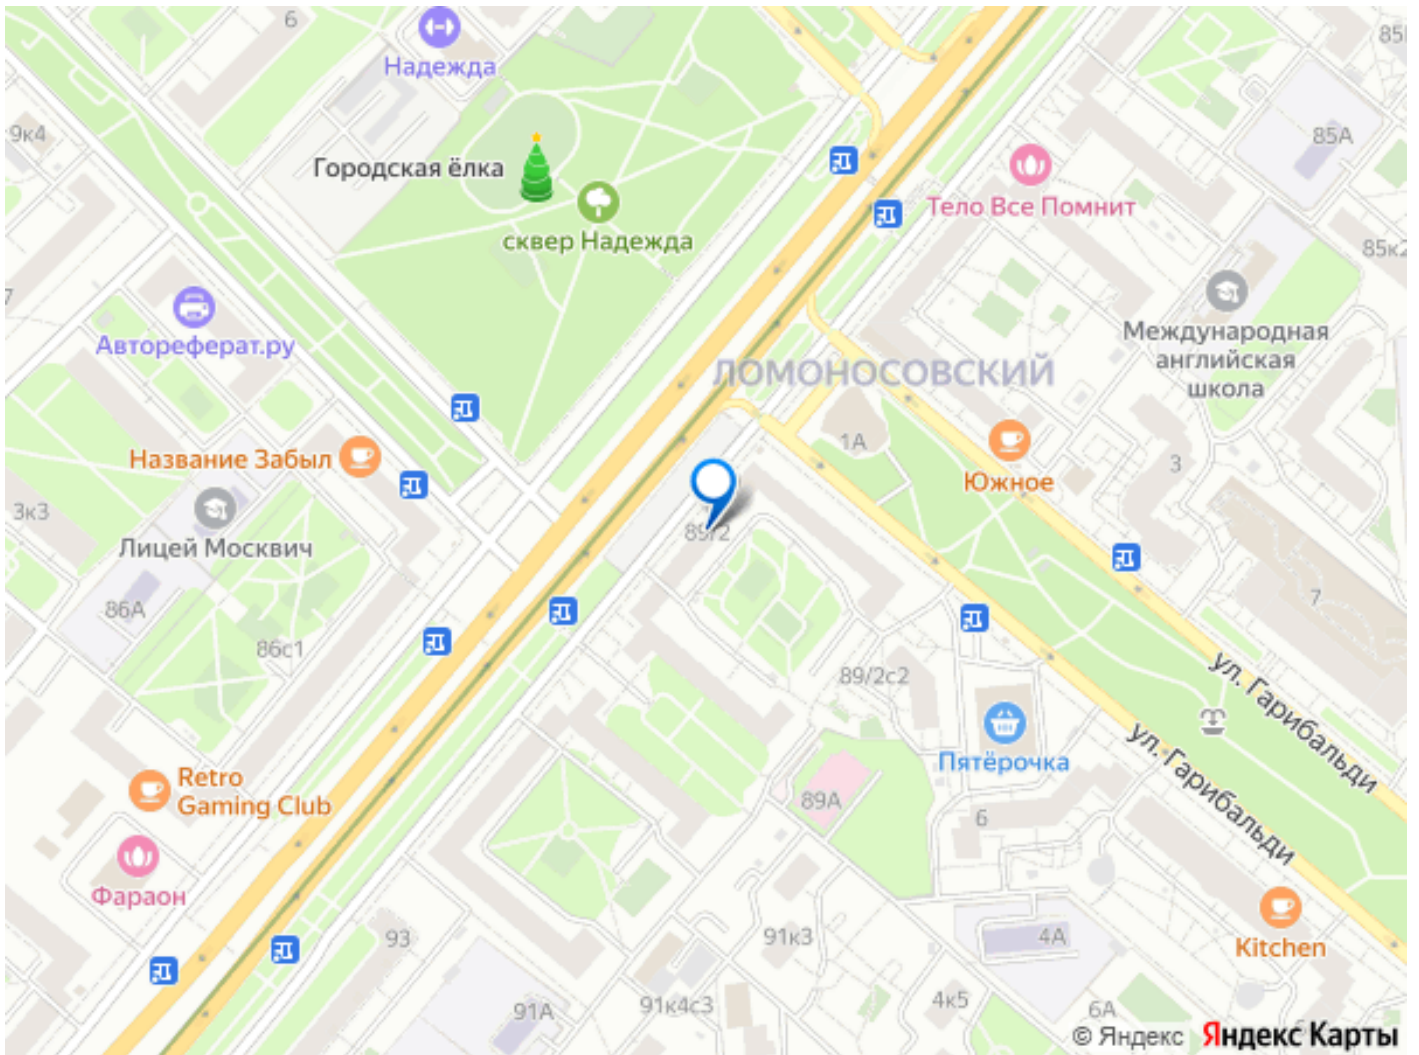 6
85
Надежда
9к4
85А
Городская ёлка
Тело Все Помнит
сквер Надежда
85к2
7
Автореферат.ру
Международная
английская
школа
ЛОМОНОСОВСКИЙ
1А
Название Забыл
3
Южное
3к3
89/2
Лицей Москвич
86А
7
86с1
ул. Гарибальди
89/2с2
ул. Гарибальди
Пятёрочка
Retro
Gaming Club
89А
6
Фараон
93
91к3
4А
Kitchen
91А
91к4с3
4к5
6А
© Яндекс Яндекс Карты